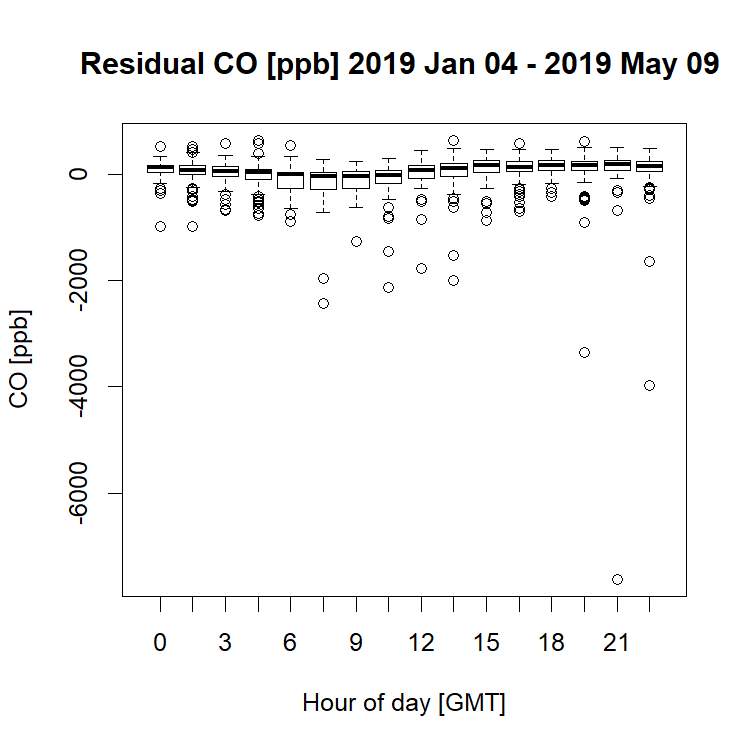 Residual CO [ppb] 2019 Jan 04 - 2019 May 09
CO [ppb]
0
-2000
-4000
-6000
0 3 6 9 12 15 18 21
Hour of day [GMT]